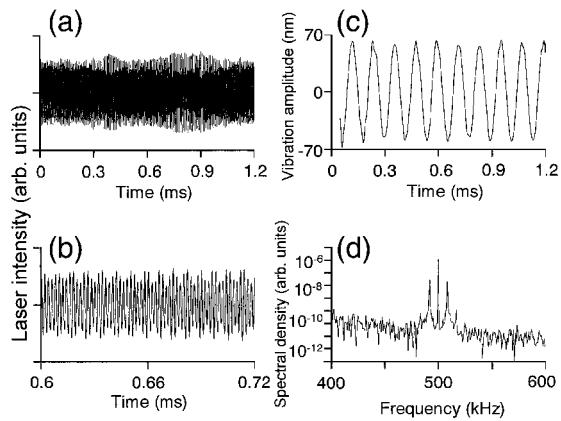 (a)
0 0.3 0.6 0.9 1.2
Time (ms)
(b)
0.6 0.66 0.72
Time (ms)
Laser intensity (arb. units)
(c)
Vibration amplitude (nm)
70
0
-70
0 0.3 0.6 0.9 1.2
Time (ms)
(d)
Spectral density (arb. units)
10-6
10-8
10-10
10-12
400 500 600
Frequency (kHz)